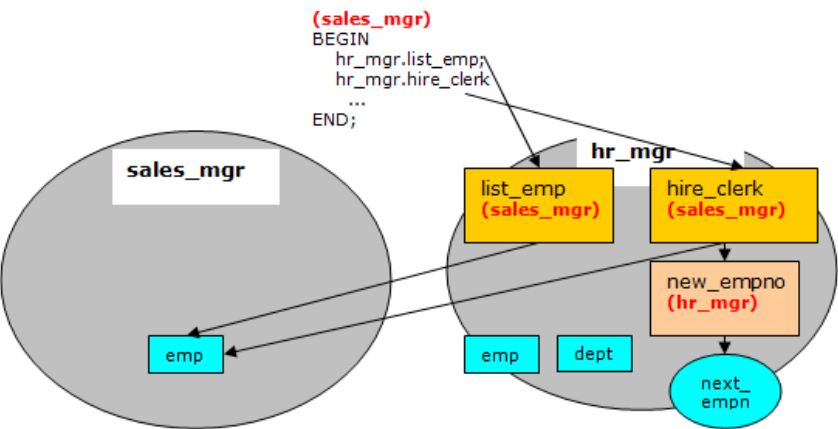 (sales_mgr)
BEGIN
hr_mgr.list_emp;
hr_mgr.hire_clerk
...
END;
sales_mgr
hr_mgr
list_emp
(sales_mgr)
hire_clerk
(sales_mgr)
new_empno
(hr_mgr)
emp
emp
dept
next_
empn